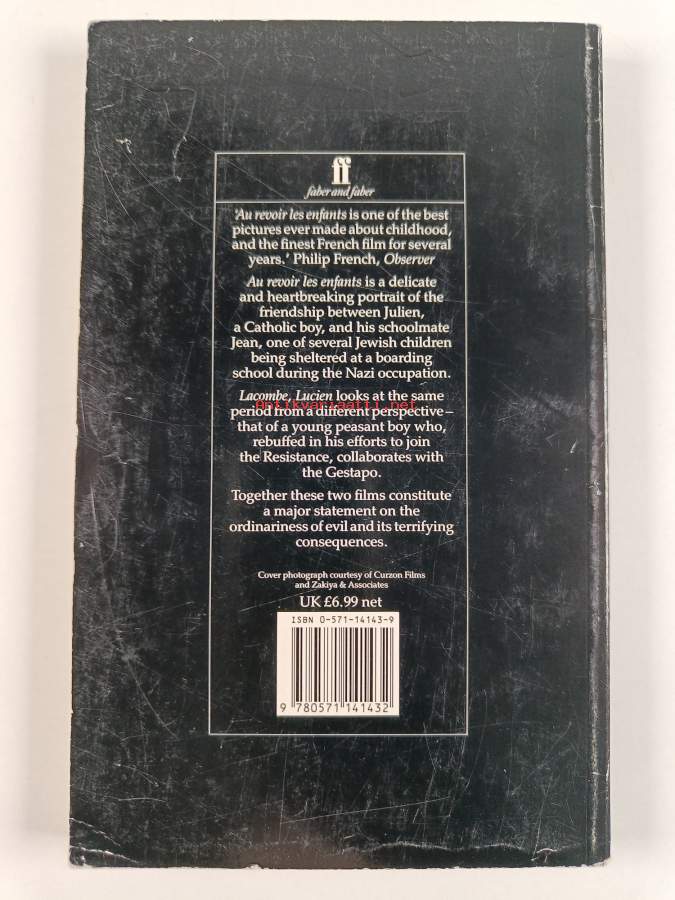 ff
faber and faber
'Au revoir les enfants is one of the best
pictures ever made about childhood,
and the finest French film for several
years.' Philip French, Observer
Au revoir les enfants is a delicate
and heartbreaking portrait of the
friendship between Julien,
a Catholic boy, and his schoolmate
Jean, one of several Jewish children
being sheltered at a boarding
school during the Nazi occupation.
Lacombe, Lucien looks at the same
Antikvariaatti.net
period from a different perspective–
that of a young peasant boy who,
rebuffed in his efforts to join
the Resistance, collaborates with
the Gestapo.
Together these two films constitute
a major statement on the
ordinariness of evil and its terrifying
consequences.
Cover photograph courtesy of Curzon Films
and Zakiya & Associates
UK £6.99 net
ISBN 0-571-14143-9
9 780571 141432